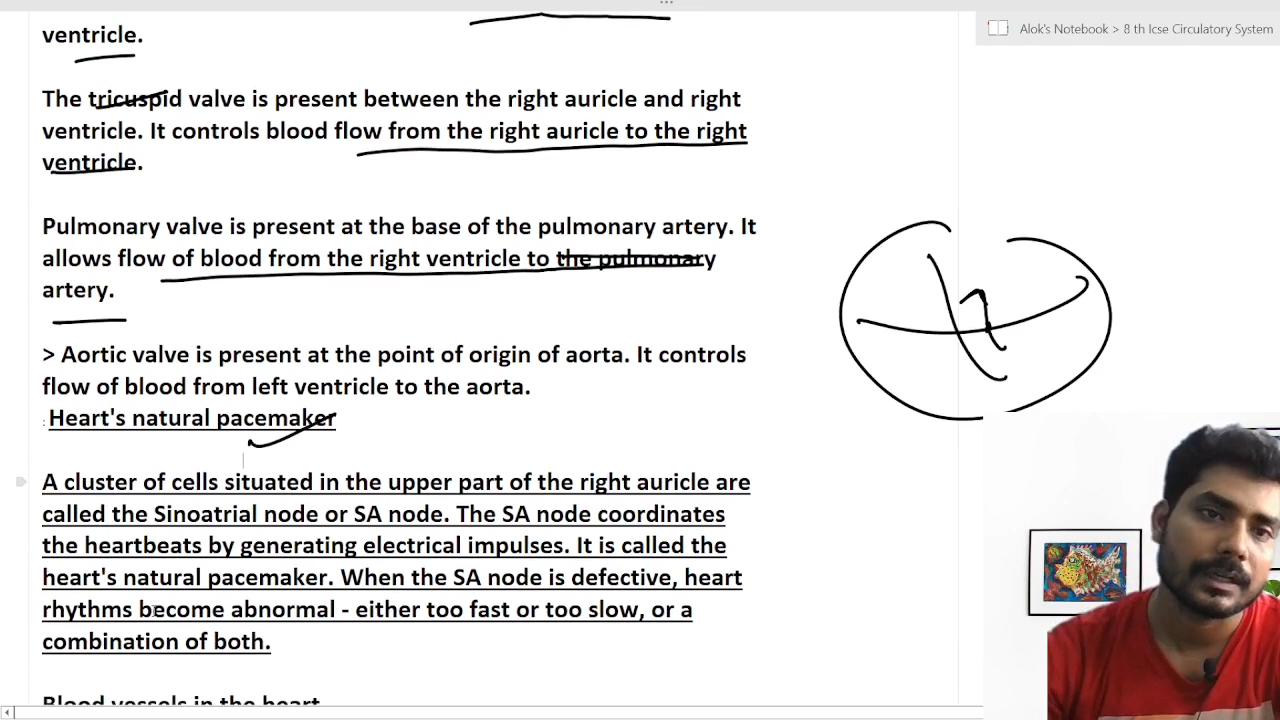 Alok's Notebook > 8 th Icse Circulatory System
ventricle.
The tricuspid valve is present between the right auricle and right
ventricle. It controls blood flow from the right auricle to the right
ventricle.
Pulmonary valve is present at the base of the pulmonary artery. It
allows flow of blood from the right ventricle to the pulmonary
artery.
> Aortic valve is present at the point of origin of aorta. It controls
flow of blood from left ventricle to the aorta.
: Heart's natural pacemaker
A cluster of cells situated in the upper part of the right auricle are
called the Sinoatrial node or SA node. The SA node coordinates
the heartbeats by generating electrical impulses. It is called the
heart's natural pacemaker. When the SA node is defective, heart
rhythms become abnormal - either too fast or too slow, or a
combination of both.
Blood vessels in the heart